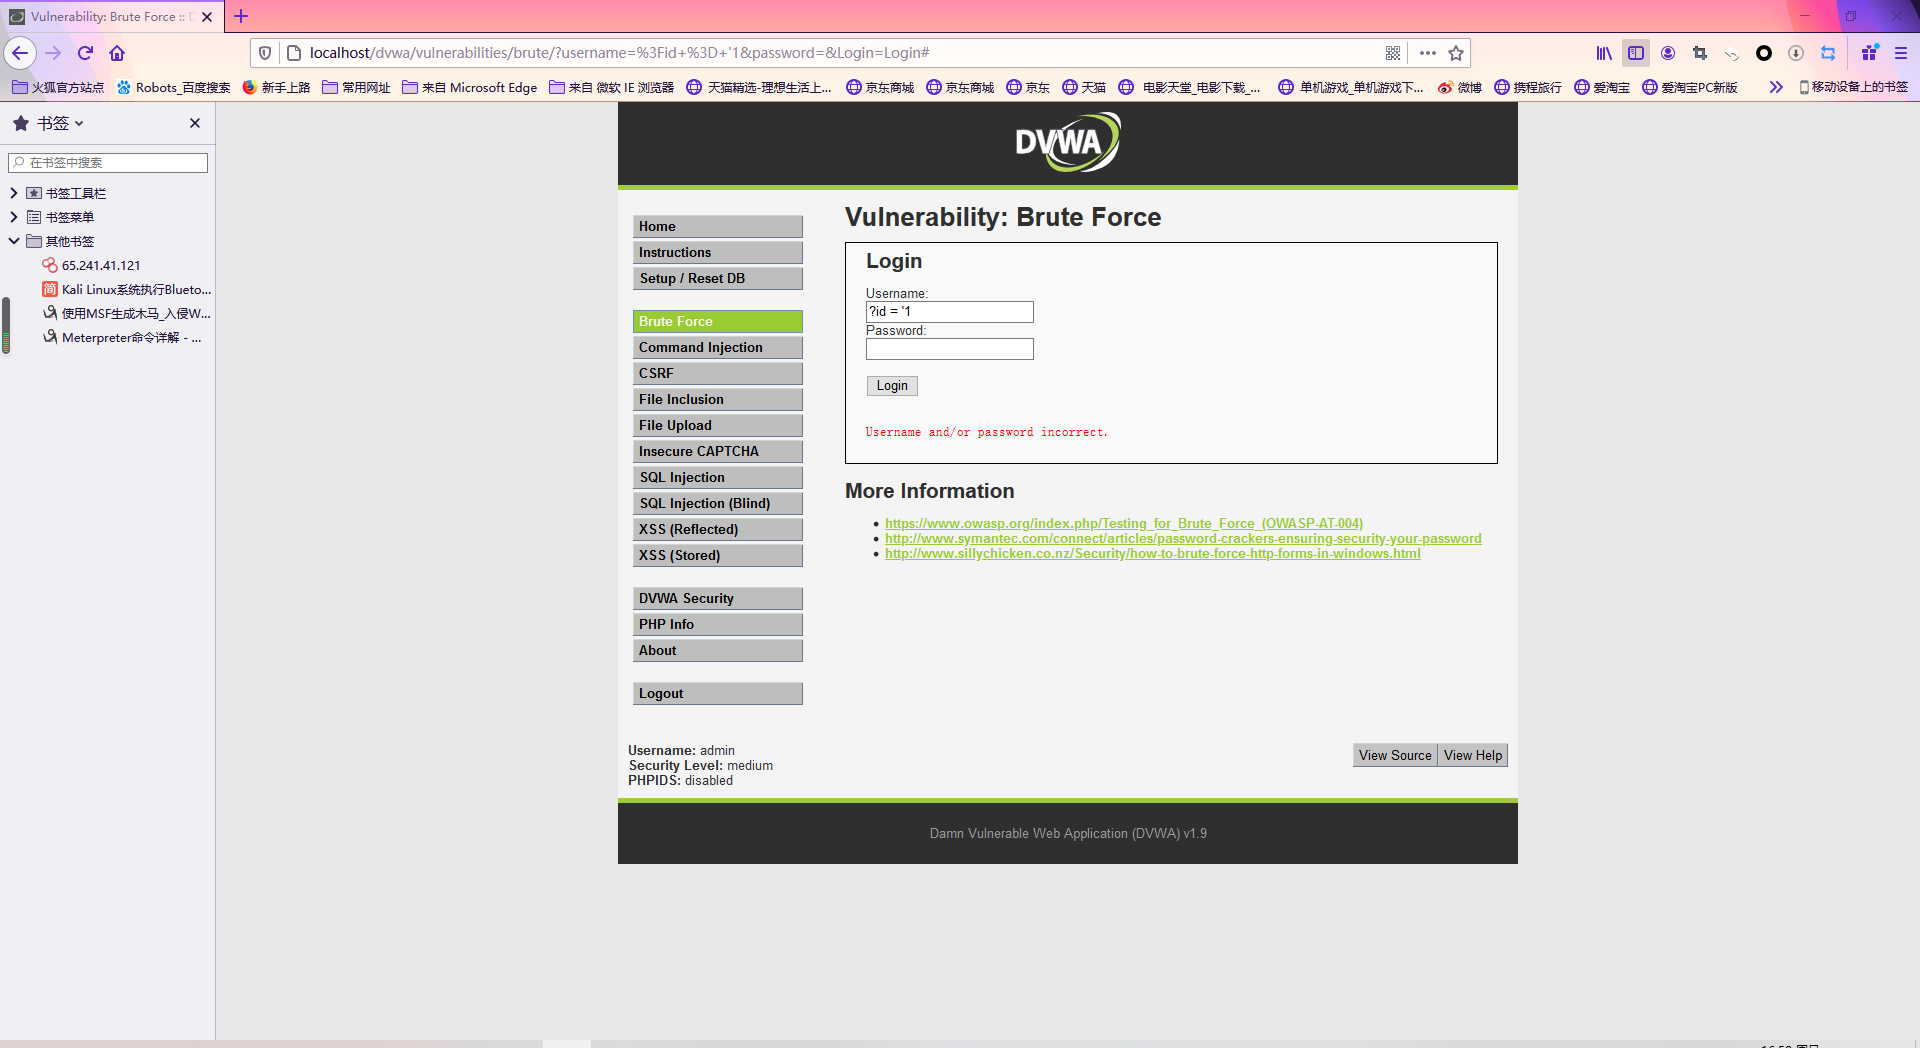 Vulnerability: Brute Force :: D
localhost/dvwa/vulnerabilities/brute/?username=%3Fid+%3D+'1&password=&Login=Login#
火狐官方站点 Robots_百度搜索 新手上路 常用网址 来自 Microsoft Edge 来自 微软 IE 浏览器 天猫精选-理想生活上... 京东商城 京东商城 京东 天猫 电影天堂_电影下载_... 单机游戏_单机游戏下... 微博 携程旅行 爱淘宝 爱淘宝PC新版 移动设备上的书签
书签
在书签中搜索
书签工具栏
书签菜单
其他书签
65.241.41.121
Kali Linux系统执行Blueto...
使用MSF生成木马_入侵W...
Meterpreter命令详解 - ...
DVWA
Home
Instructions
Setup / Reset DB
Brute Force
Command Injection
CSRF
File Inclusion
File Upload
Insecure CAPTCHA
SQL Injection
SQL Injection (Blind)
XSS (Reflected)
XSS (Stored)
DVWA Security
PHP Info
About
Logout
Vulnerability: Brute Force
Login
Username:
?id = '1
Password:
Login
Username and/or password incorrect.
More Information
https://www.owasp.org/index.php/Testing_for_Brute_Force_(OWASP-AT-004)
http://www.symantec.com/connect/articles/password-crackers-ensuring-security-your-password
http://www.sillychicken.co.nz/Security/how-to-brute-force-http-forms-in-windows.html
Username: admin
Security Level: medium
PHPIDS: disabled
View Source View Help
Damn Vulnerable Web Application (DVWA) v1.9